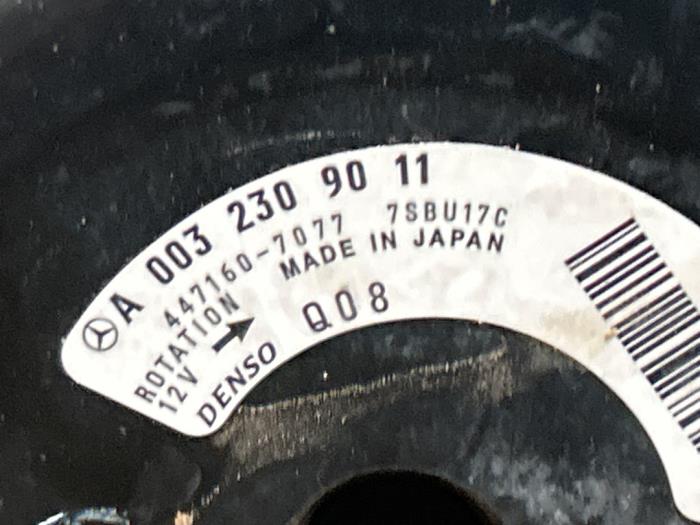 A 003 230 90 11
447160-7077 7SBU17C
ROTATION MADE IN JAPAN
12V
DENSO Q08